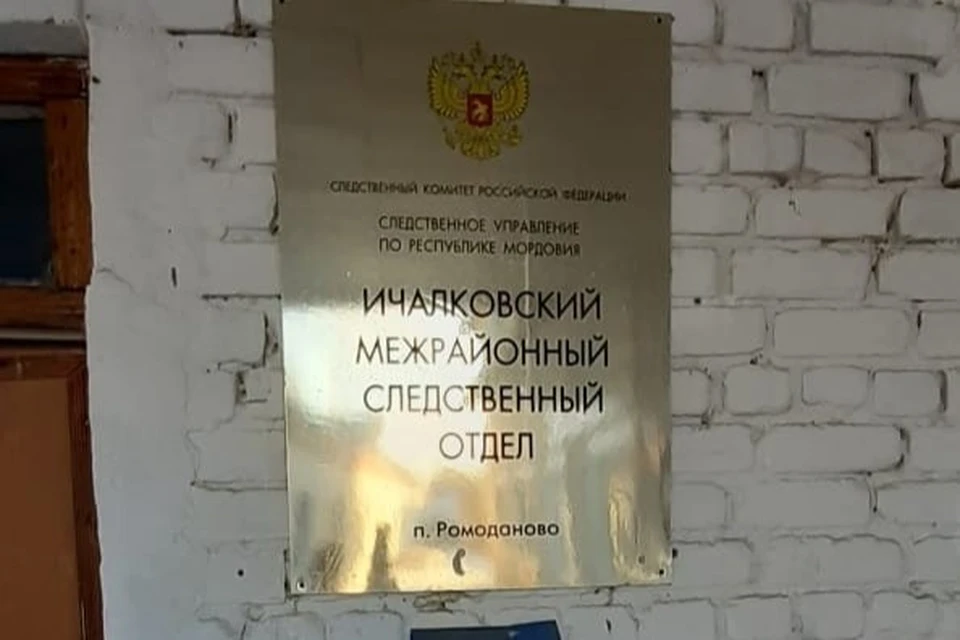 СЛЕДСТВЕННЫЙ КОМИТЕТ РОССИЙСКОЙ ФЕДЕРАЦИИ
СЛЕДСТВЕННОЕ УПРАВЛЕНИЕ
ПО РЕСПУБЛИКЕ МОРДОВИЯ
ИЧАЛКОВСКИЙ
МЕЖРАЙОННЫЙ
СЛЕДСТВЕННЫЙ
ОТДЕЛ
п. Ромоданово